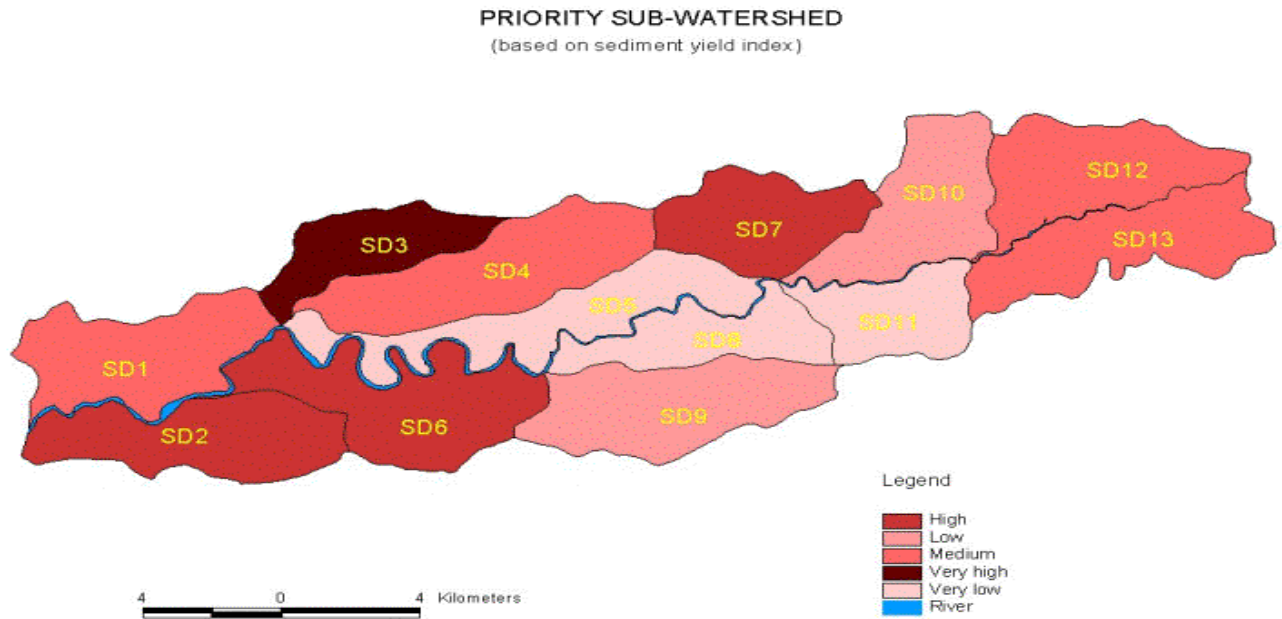 PRIORITY SUB-WATERSHED
(based on sediment yield index)
SD12
SD10
SD7
SD13
SD3
SD4
SD5
SD11
SD8
SD1
SD9
SD6
SD2
Legend
High
Low
Medium
Very high
Very low
River
4 0 4 Kilometers